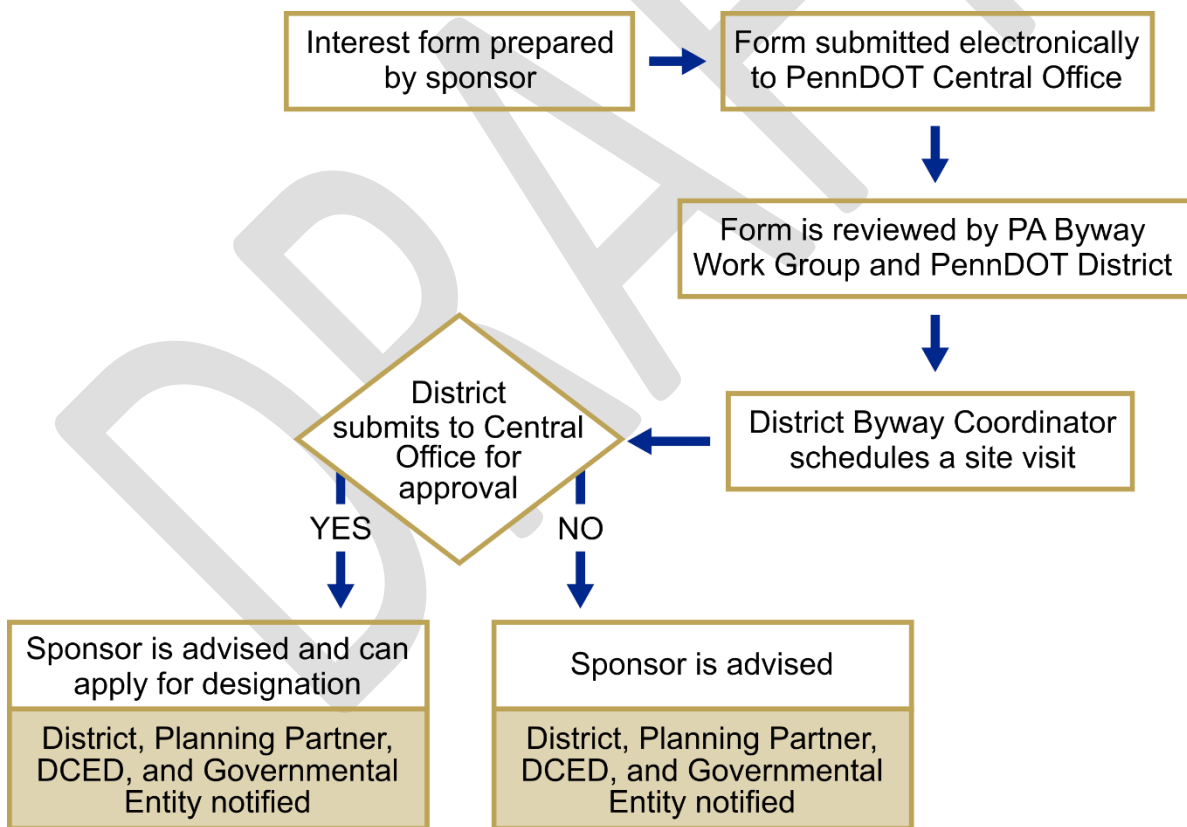 Interest form prepared
by sponsor
Form submitted electronically
to PennDOT Central Office
Form is reviewed by PA Byway
Work Group and PennDOT District
District Byway Coordinator
schedules a site visit
District
submits to Central
Office for
approval
YES
NO
Sponsor is advised and can
apply for designation
District, Planning Partner,
DCED, and Governmental
Entity notified
Sponsor is advised
District, Planning Partner,
DCED, and Governmental
Entity notified
DRAF